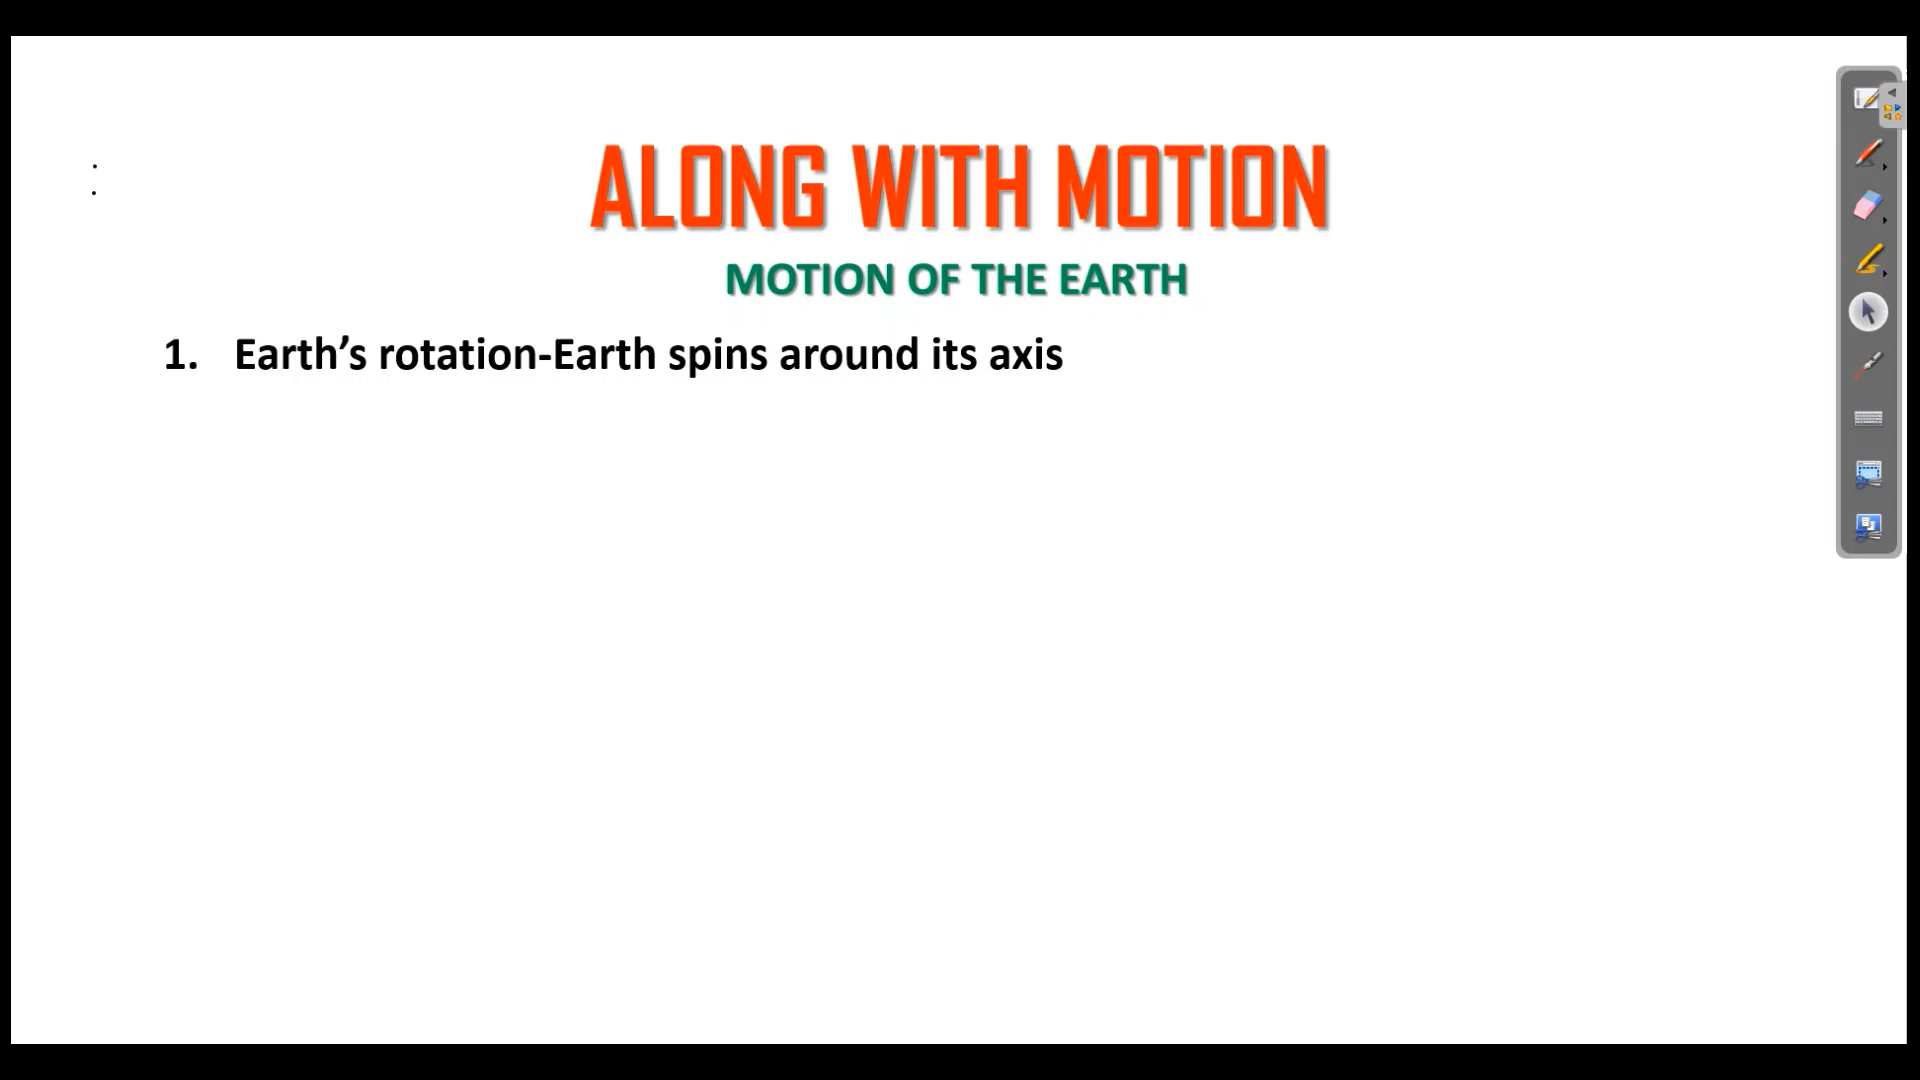 ALONG WITH MOTION
MOTION OF THE EARTH
1. Earth’s rotation-Earth spins around its axis